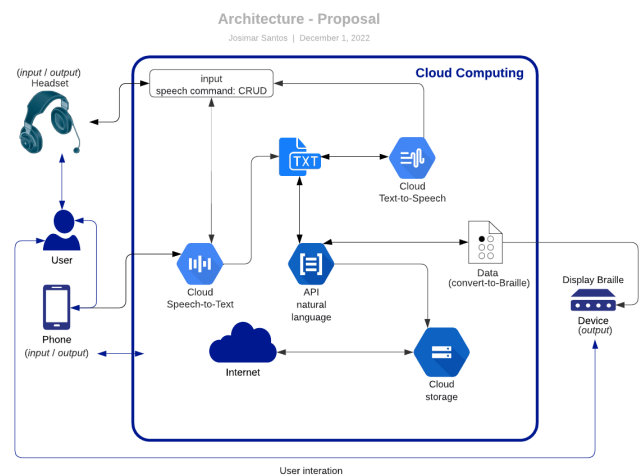 Architecture - Proposal
Josimar Santos | December 1, 2022
Cloud Computing
(input / output)
Headset
input
speech command: CRUD
TXT
Cloud
Text-to-Speech
User
Cloud
Speech-to-Text
API
natural
language
Data
(convert-to-Braille)
Display Braille
Device
(output)
Phone
(input / output)
Internet
Cloud
storage
User interation